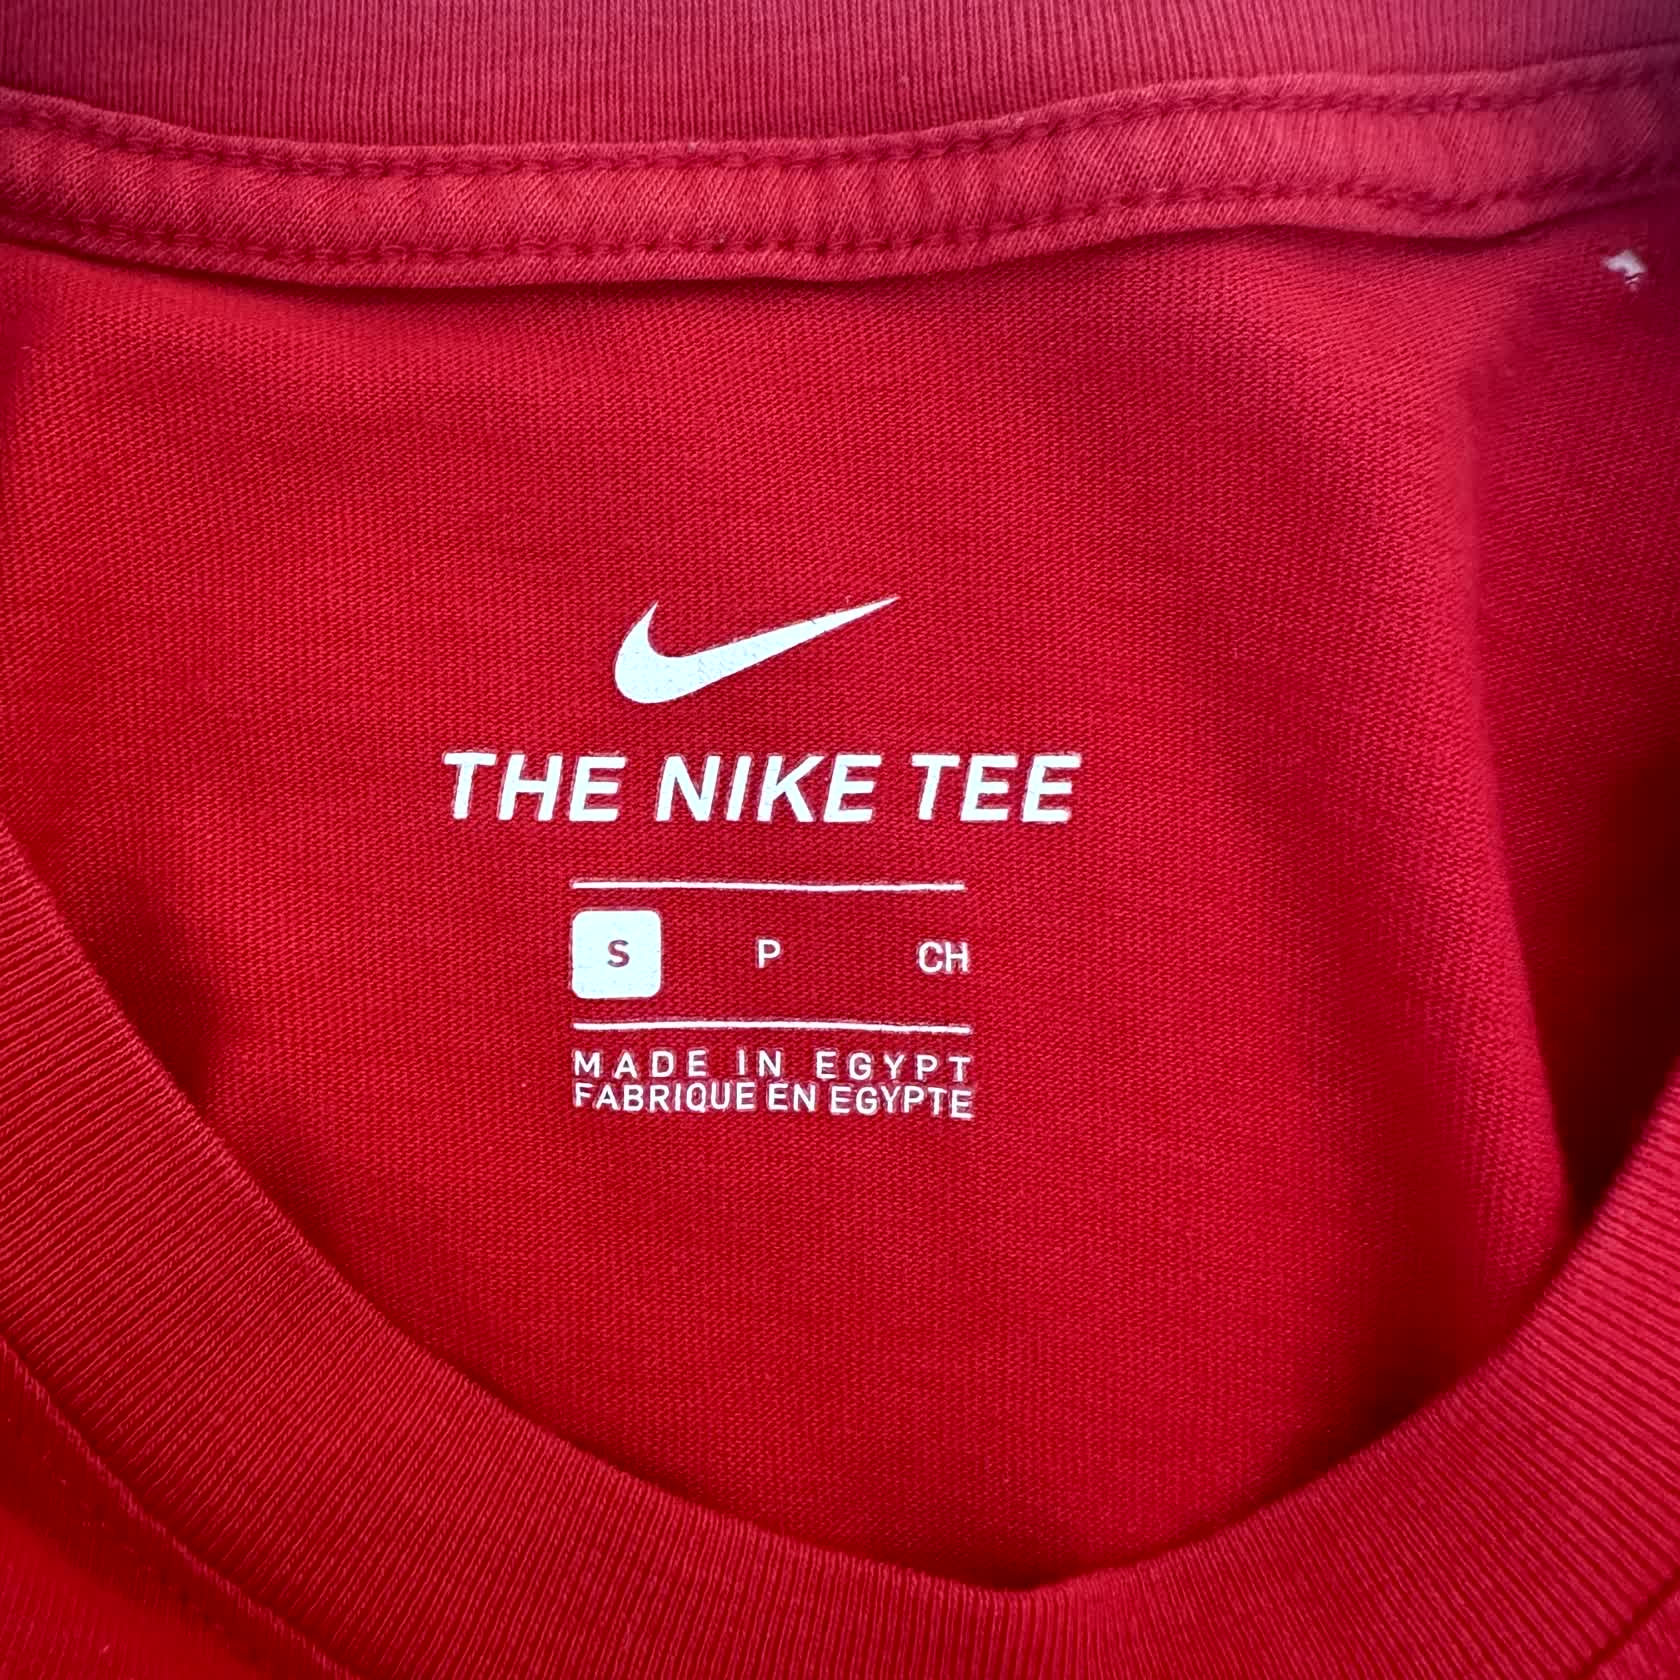 THE NIKE TEE
S P CH
MADE IN EGYPT
FABRIQUE EN EGYPTE